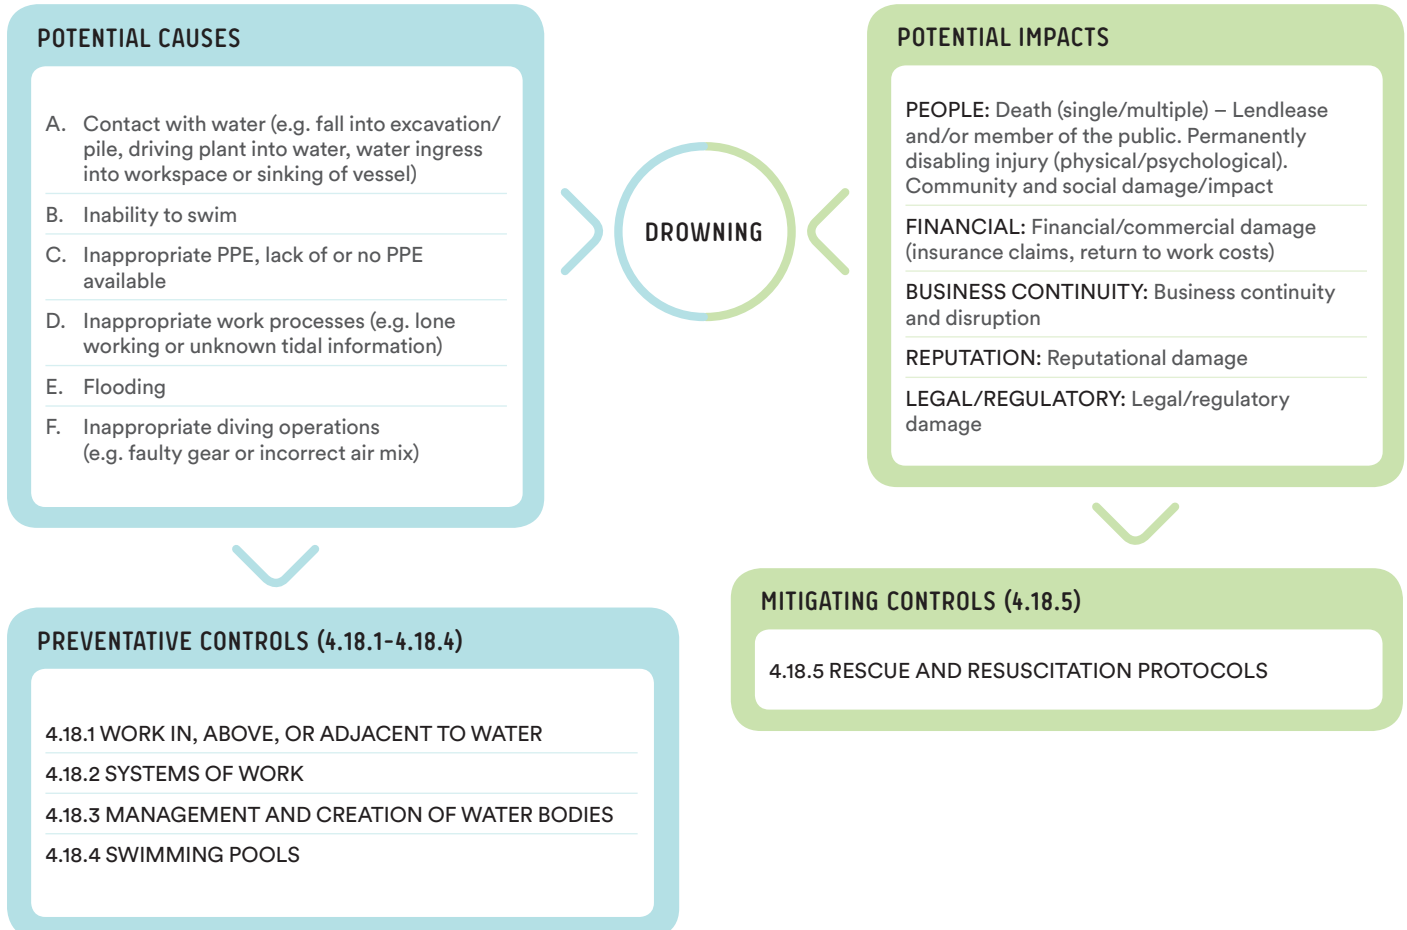 POTENTIAL CAUSES
A. Contact with water (e.g. fall into excavation/
pile, driving plant into water, water ingress
into workspace or sinking of vessel)
B. Inability to swim
C. Inappropriate PPE, lack of or no PPE
available
D. Inappropriate work processes (e.g. lone
working or unknown tidal information)
E. Flooding
F. Inappropriate diving operations
(e.g. faulty gear or incorrect air mix)
DROWNING
POTENTIAL IMPACTS
PEOPLE: Death (single/multiple) – Lendlease
and/or member of the public. Permanently
disabling injury (physical/psychological).
Community and social damage/impact
FINANCIAL: Financial/commercial damage
(insurance claims, return to work costs)
BUSINESS CONTINUITY: Business continuity
and disruption
REPUTATION: Reputational damage
LEGAL/REGULATORY: Legal/regulatory
damage
PREVENTATIVE CONTROLS (4.18.1-4.18.4)
4.18.1 WORK IN, ABOVE, OR ADJACENT TO WATER
4.18.2 SYSTEMS OF WORK
4.18.3 MANAGEMENT AND CREATION OF WATER BODIES
4.18.4 SWIMMING POOLS
MITIGATING CONTROLS (4.18.5)
4.18.5 RESCUE AND RESUSCITATION PROTOCOLS